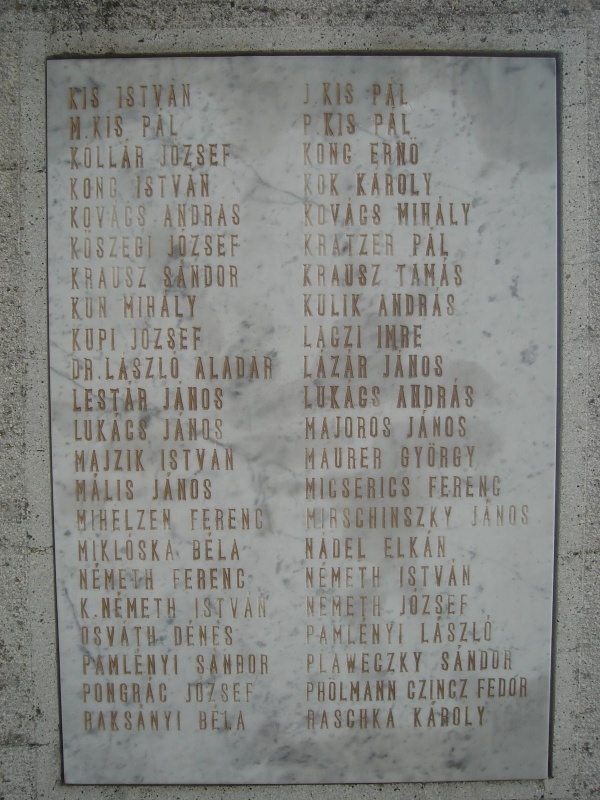 KIS ISTVÁN
M.KIS PÁL
KOLLÁR JÓZSEF
KONC ISTVÁN
KOVÁCS ANDRÁS
KŐSZEGI JÓZSEF
KRAUSZ SÁNDOR
KUN MIHÁLY
KUPI JÓZSEF
DR.LÁSZLÓ ALADÁR
LESTÁR JÁNOS
LUKÁCS JÁNOS
MAJZIK ISTVÁN
MÁLIS JÁNOS
MIHELZEN FERENC
MIKLÓSKA BÉLA
NÉMETH FERENC
K.NÉMETH ISTVÁN
OSVÁTH DÉNES
PAMLÉNYI SÁNDOR
PONGRÁC JÓZSEF
RAKSÁNYI BÉLA
J.KIS PÁL
P.KIS PÁL
KONC ERNŐ
KOK KÁROLY
KOVÁCS MIHÁLY
KRATZER PÁL
KRAUSZ TAMÁS
KULIK ANDRÁS
LACZI IMRE
LÁZÁR JÁNOS
LUKÁCS ANDRÁS
MAJOROS JÁNOS
MAURER GYÖRGY
MICSERICS FERENC
MIRSCHINSZKY JÁNOS
NÁDEL ELKÁN
NÉMETH ISTVÁN
NÉMETH JÓZSEF
PAMLÉNYI LÁSZLÓ
PLAWECZKY SÁNDOR
PHOLMANN CZINCZ FEDOR
RASCHKA KÁROLY